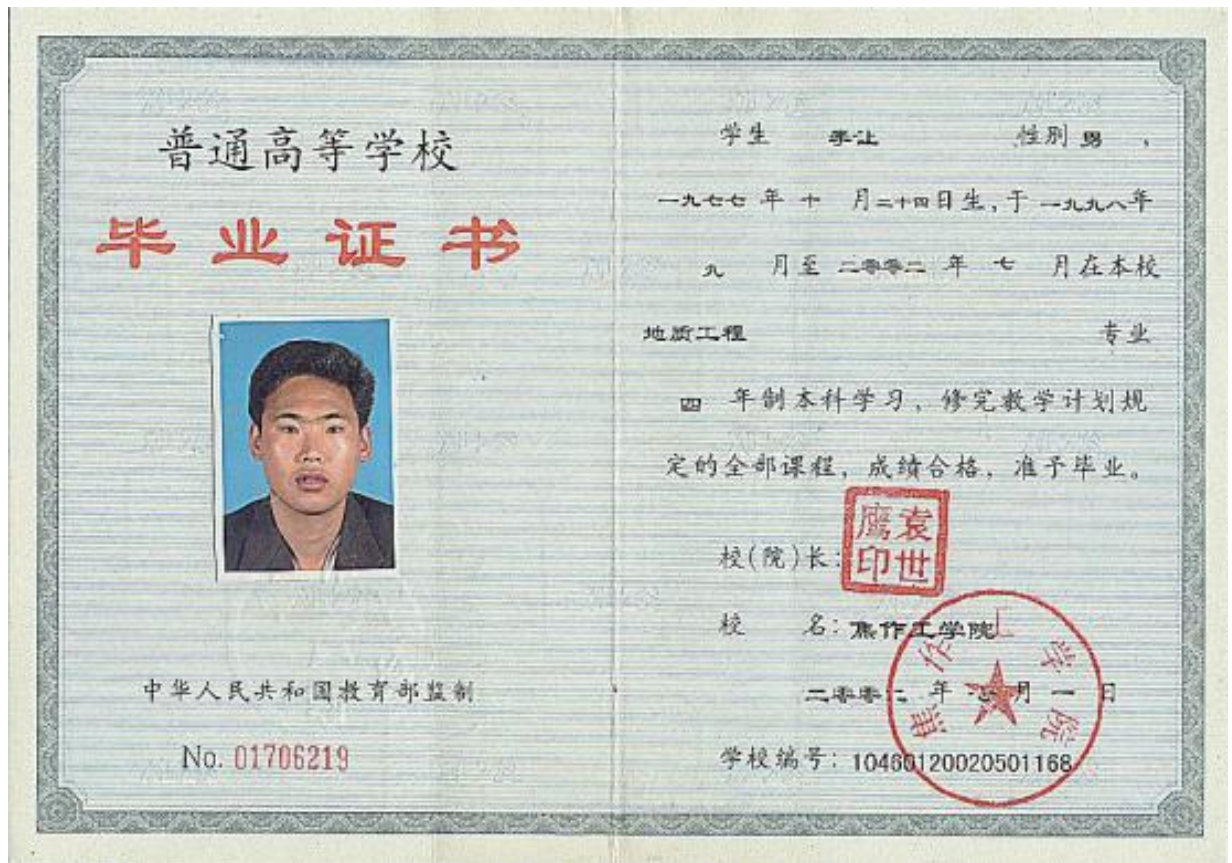 普通高等学校
毕业证书
中华人民共和国教育部监制
No. 01706219
学生 李让 性别 男 ,
一九七七 年 十 月二十四日生,于 一九九八年
九 月至 二零零二 年 七 月在本校
地质工程 专业
四 年制本科学习,修完教学计划规
定的全部课程,成绩合格,准予毕业。
校(院)长:
袁世鹰印
校 名: 焦作工学院
焦作工学院
二零零二 年 月 一 日
学校编号: 10460120020501168